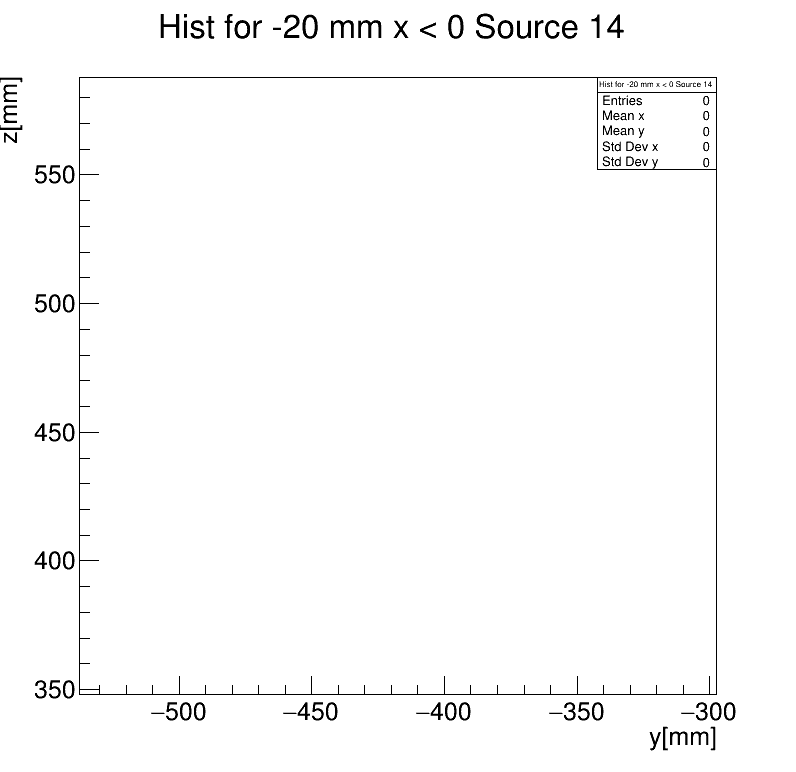 Hist for -20 mm x < 0 Source 14
z[mm]
Hist for -20 mm x < 0 Source 14
Entries 0
Mean x 0
Mean y 0
Std Dev x 0
Std Dev y 0
550
500
450
400
350
−500 −450 −400 −350 −300
y[mm]